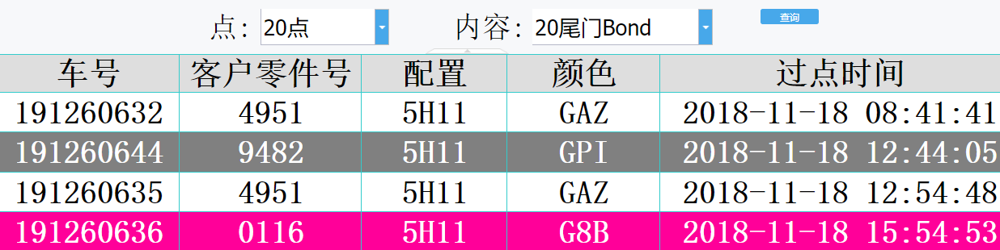 点: 20点 内容: 20尾门Bond 查询
车号 客户零件号 配置 颜色 过点时间
191260632 4951 5H11 GAZ 2018-11-18 08:41:41
191260644 9482 5H11 GPI 2018-11-18 12:44:05
191260635 4951 5H11 GAZ 2018-11-18 12:54:48
191260636 0116 5H11 G8B 2018-11-18 15:54:53